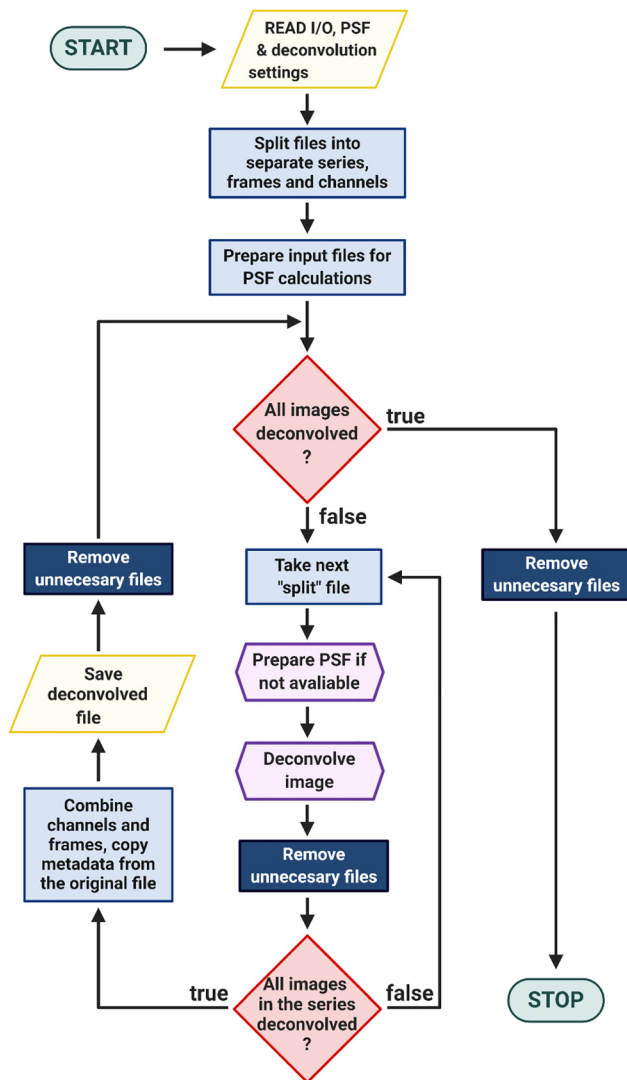 START
READ I/O, PSF
& deconvolution
settings
Split files into
separate series,
frames and channels
Prepare input files for
PSF calculations
All images
deconvolved
?
true
false
Remove
unnecesary files
Take next
"split" file
Remove
unnecesary files
Prepare PSF if
not avaliable
Save
deconvolved
file
Deconvolve
image
Combine
channels and
frames, copy
metadata from
the original file
Remove
unnecesary files
All images
in the series
deconvolved
?
true
false
STOP